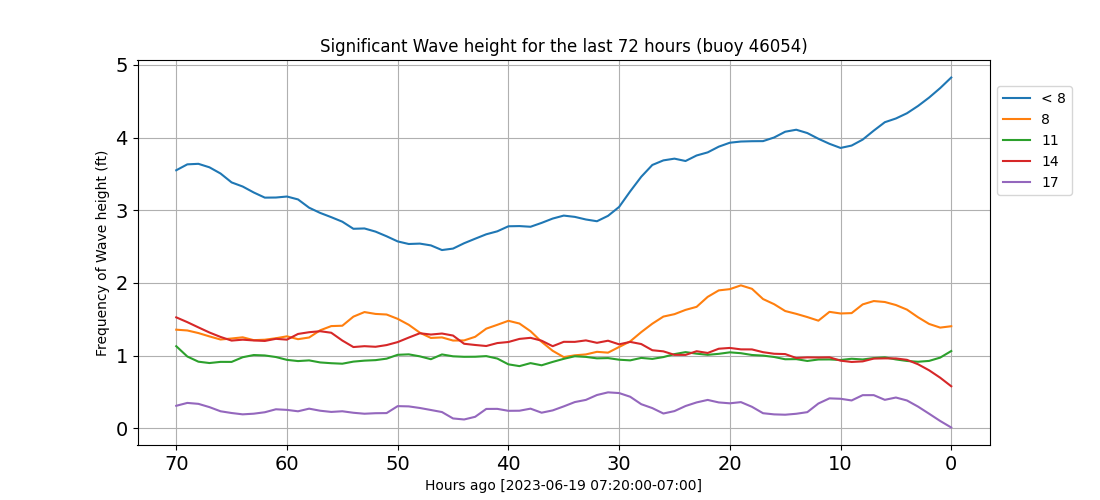 Significant Wave height for the last 72 hours (buoy 46054)
Frequency of Wave height (ft)
5
4
3
2
1
0
70 60 50 40 30 20 10 0
Hours ago [2023-06-19 07:20:00-07:00]
< 8
8
11
14
17